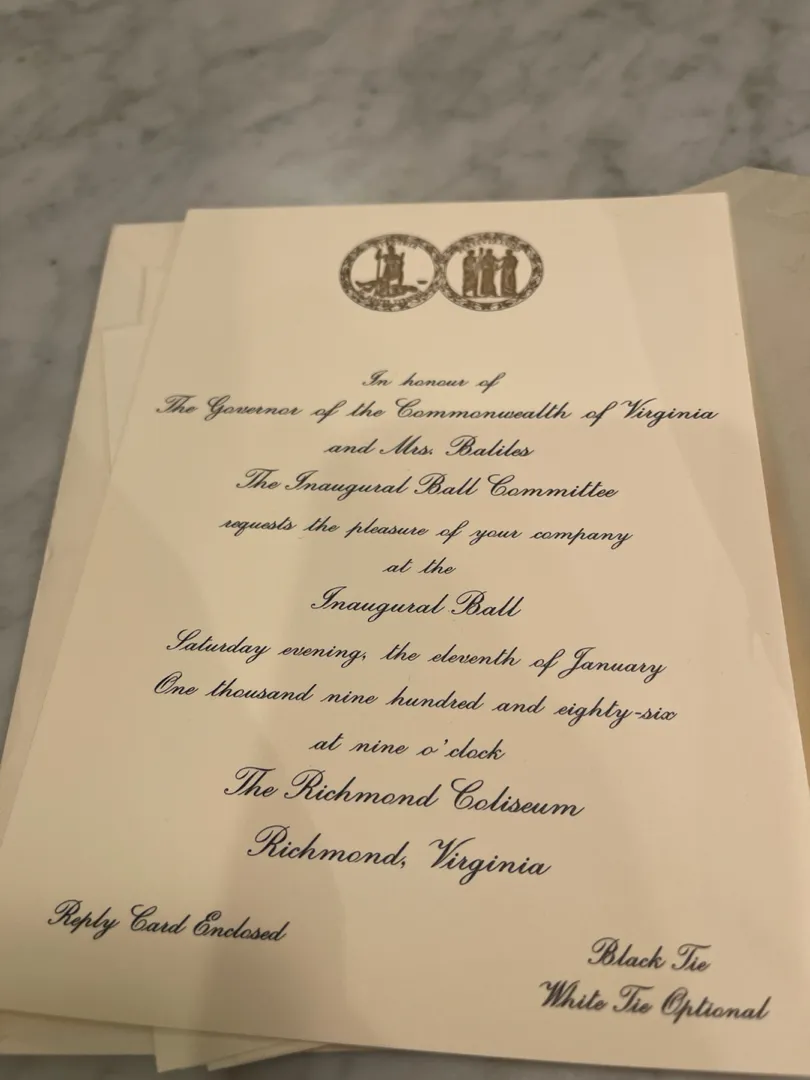 In honour of
The Governor of the Commonwealth of Virginia
and Mrs. Baliles
The Inaugural Ball Committee
requests the pleasure of your company
at the
Inaugural Ball
Saturday evening, the eleventh of January
One thousand nine hundred and eighty-six
at nine o'clock
The Richmond Coliseum
Richmond, Virginia
Reply Card Enclosed
Black Tie
White Tie Optional